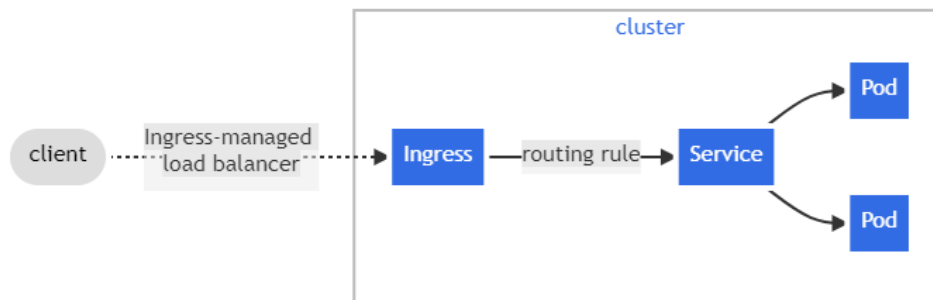 cluster
client
Ingress-managed
load balancer
Ingress
routing rule
Service
Pod
Pod